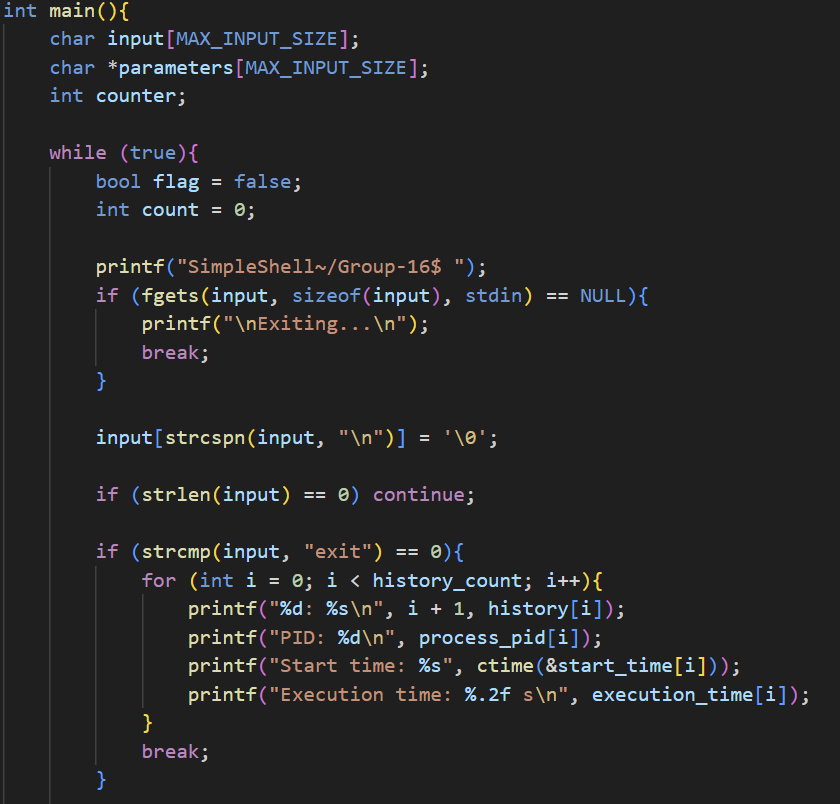 int main(){
    char input[MAX_INPUT_SIZE];
    char *parameters[MAX_INPUT_SIZE];
    int counter;

    while (true){
        bool flag = false;
        int count = 0;

        printf("SimpleShell~/Group-16$ ");
        if (fgets(input, sizeof(input), stdin) == NULL){
            printf("\nExiting...\n");
            break;
        }

        input[strcspn(input, "\n")] = '\0';

        if (strlen(input) == 0) continue;

        if (strcmp(input, "exit") == 0){
            for (int i = 0; i < history_count; i++){
                printf("%d: %s\n", i + 1, history[i]);
                printf("PID: %d\n", process_pid[i]);
                printf("Start time: %s", ctime(&start_time[i]));
                printf("Execution time: %.2f s\n", execution_time[i]);
            }
            break;
        }